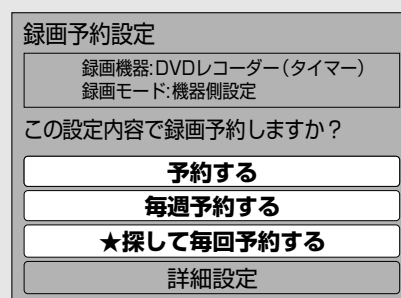 録画予約設定
録画機器:DVDレコーダー(タイマー)
録画モード:機器側設定
この設定内容で録画予約しますか?
予約する
毎週予約する
★探して毎回予約する
詳細設定